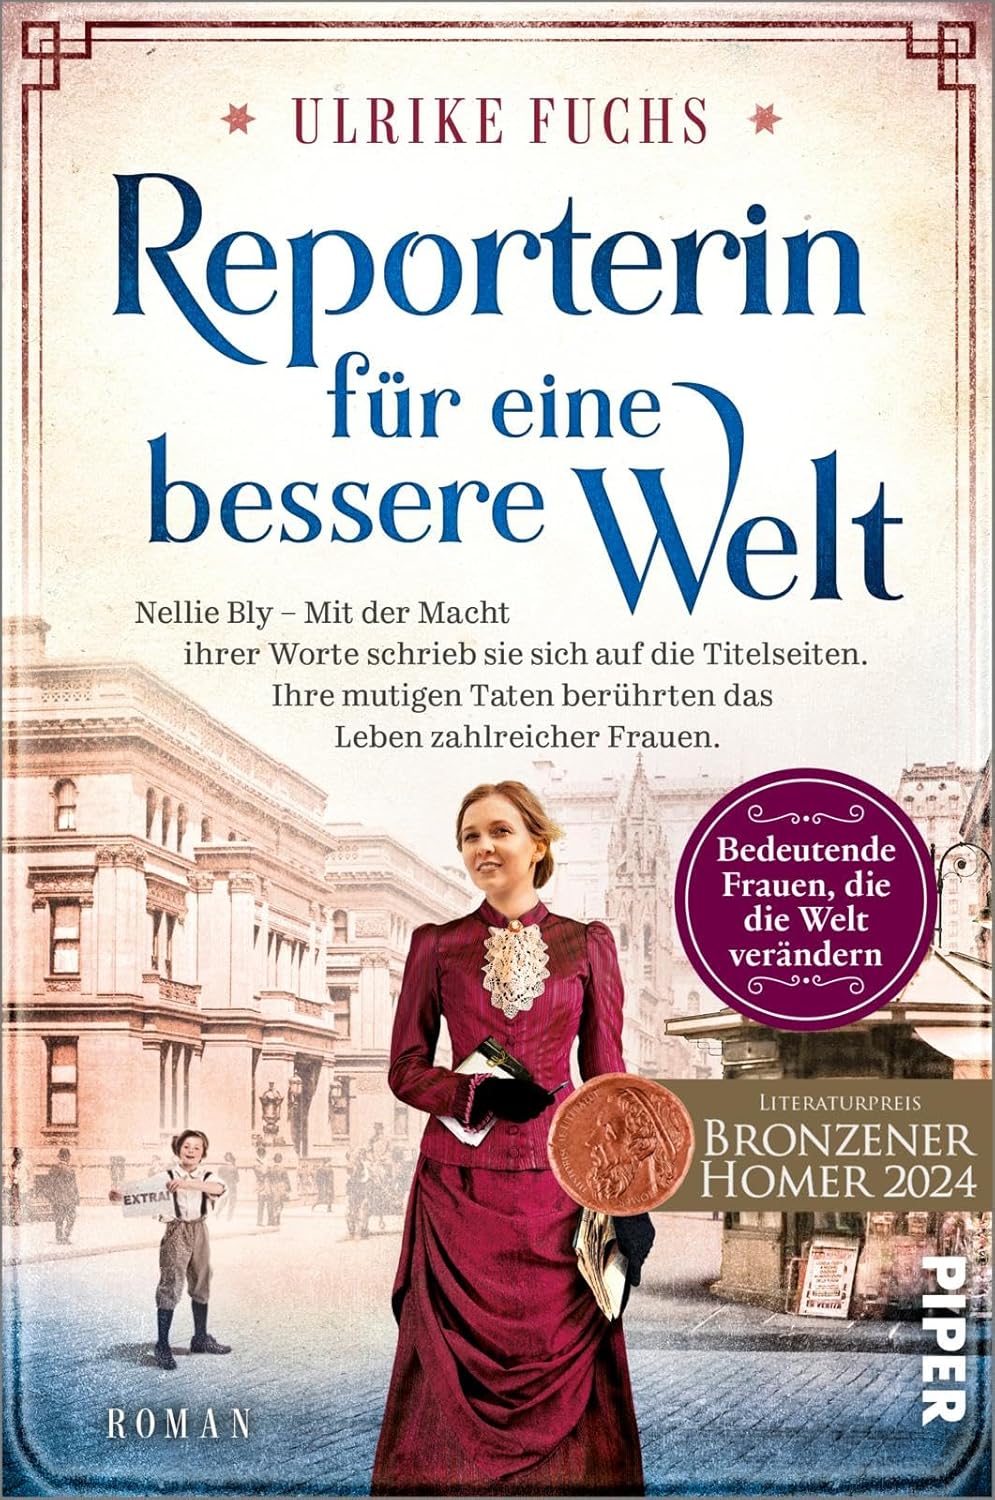 ULRIKE FUCHS
Reporterin
für eine
bessere Welt
Nellie Bly – Mit der Macht
ihrer Worte schrieb sie sich auf die Titelseiten.
Ihre mutigen Taten berührten das
Leben zahlreicher Frauen.
Bedeutende
Frauen, die
die Welt
verändern
LITERATURPREIS
BRONZENER
HOMER 2024
EXTRA!
PIPER
ROMAN